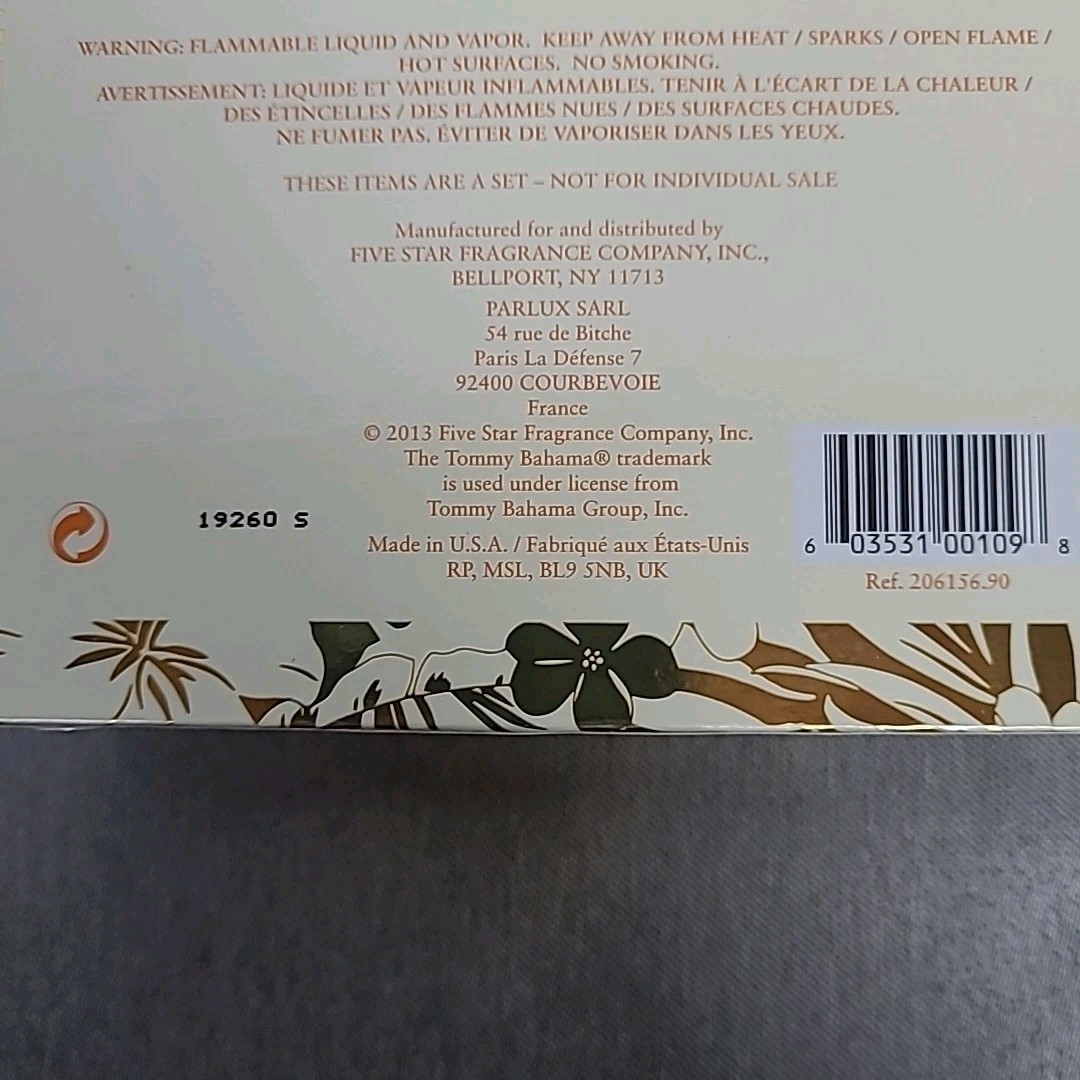 WARNING: FLAMMABLE LIQUID AND VAPOR. KEEP AWAY FROM HEAT / SPARKS / OPEN FLAME /
HOT SURFACES. NO SMOKING.
AVERTISSEMENT: LIQUIDE ET VAPEUR INFLAMMABLES. TENIR À L'ÉCART DE LA CHALEUR /
DES ÉTINCELLES / DES FLAMMES NUES / DES SURFACES CHAUDES.
NE FUMER PAS. ÉVITER DE VAPORISER DANS LES YEUX.
THESE ITEMS ARE A SET – NOT FOR INDIVIDUAL SALE
Manufactured for and distributed by
FIVE STAR FRAGRANCE COMPANY, INC.,
BELLPORT, NY 11713
PARLUX SARL
54 rue de Bitche
Paris La Défense 7
92400 COURBEVOIE
France
© 2013 Five Star Fragrance Company, Inc.
The Tommy Bahama® trademark
is used under license from
Tommy Bahama Group, Inc.
Made in U.S.A. / Fabriqué aux États-Unis
RP, MSL, BL9 5NB, UK
19260 S
6 03531 00109 8
Ref. 206156.90